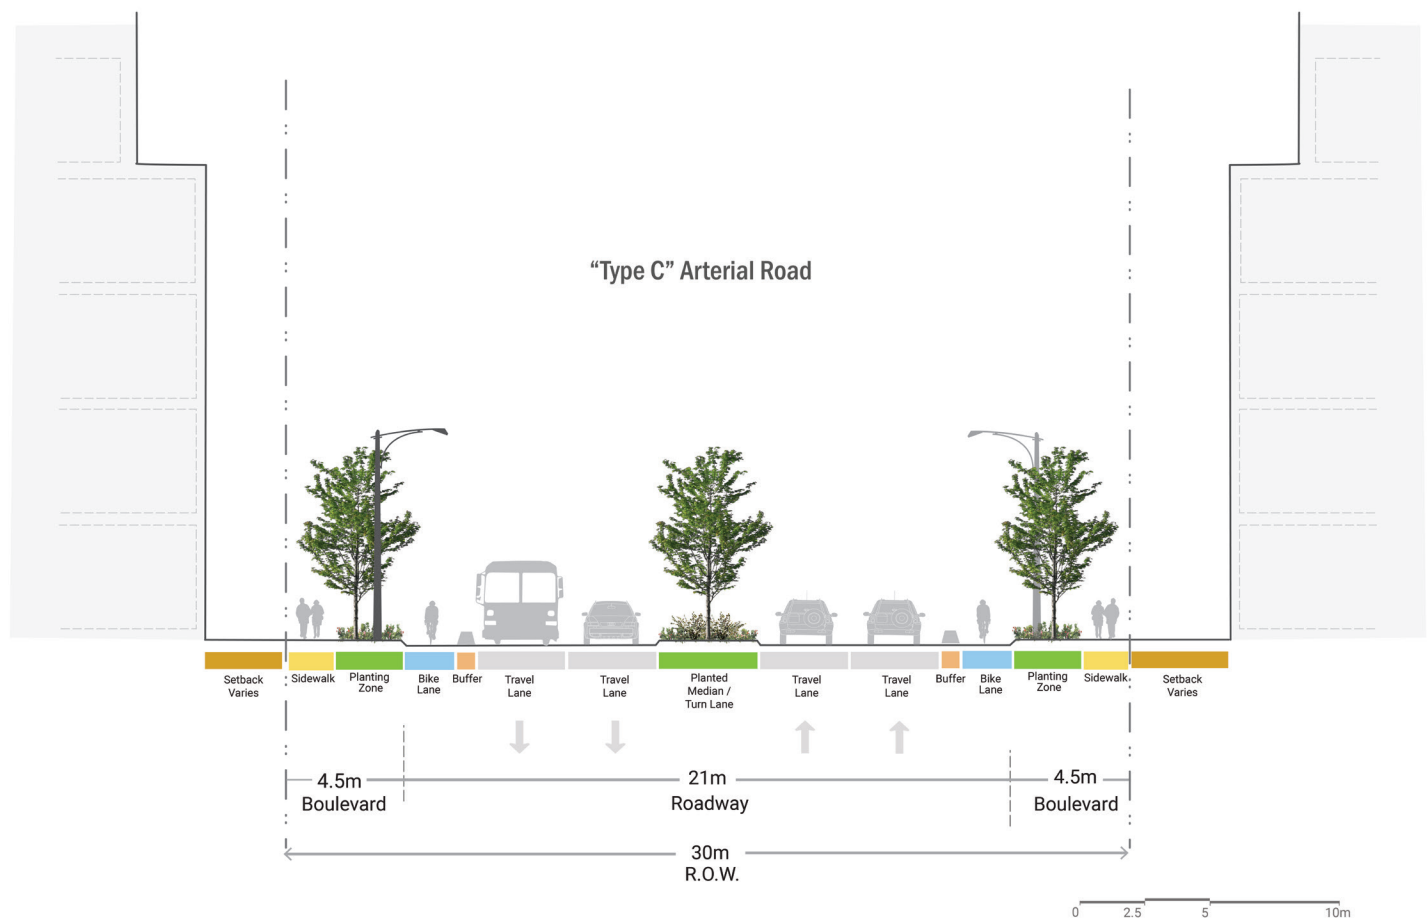 “Type C” Arterial Road
Setback
Varies
Sidewalk
Planting
Zone
Bike
Lane
Buffer
Travel
Lane
Travel
Lane
Planted
Median /
Turn Lane
Travel
Lane
Travel
Lane
Buffer
Bike
Lane
Planting
Zone
Sidewalk
Setback
Varies
4.5m
Boulevard
21m
Roadway
4.5m
Boulevard
30m
R.O.W.
0 2.5 5 10m